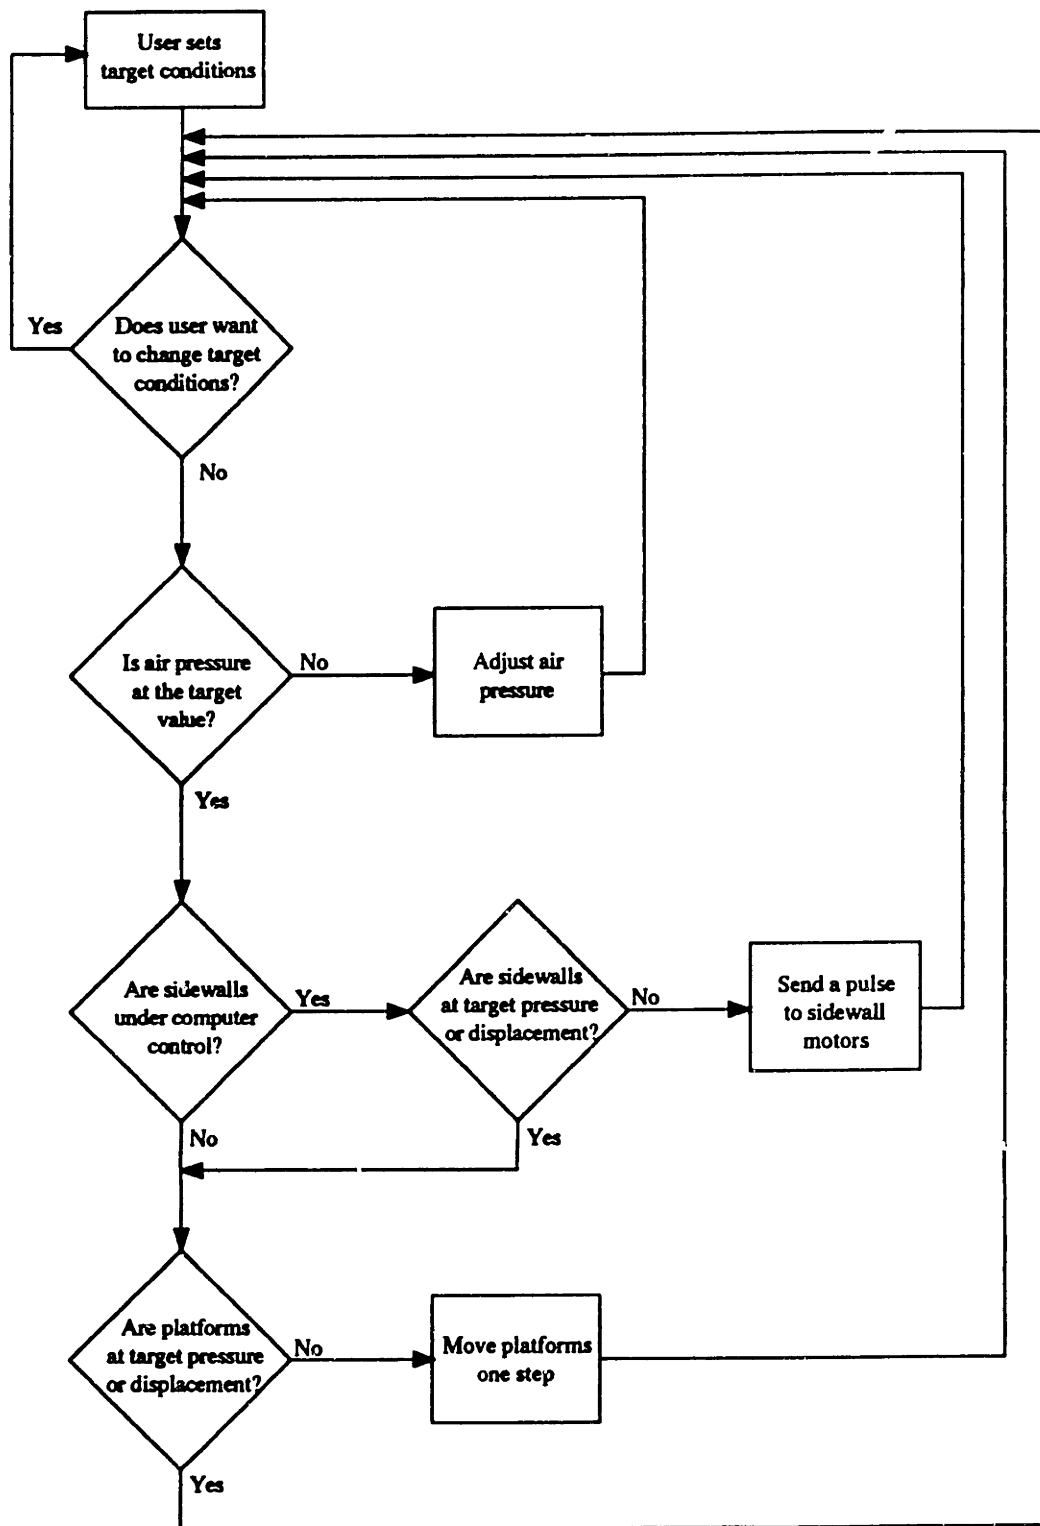 User sets
target conditions
Yes
Does user want
to change target
conditions?
No
Is air pressure
at the target
value?
No
Adjust air
pressure
Yes
Are sidewalls
under computer
control?
Yes
Are sidewalls
at target pressure
or displacement?
No
Send a pulse
to sidewall
motors
No
Yes
Are platforms
at target pressure
or displacement?
No
Move platforms
one step
Yes